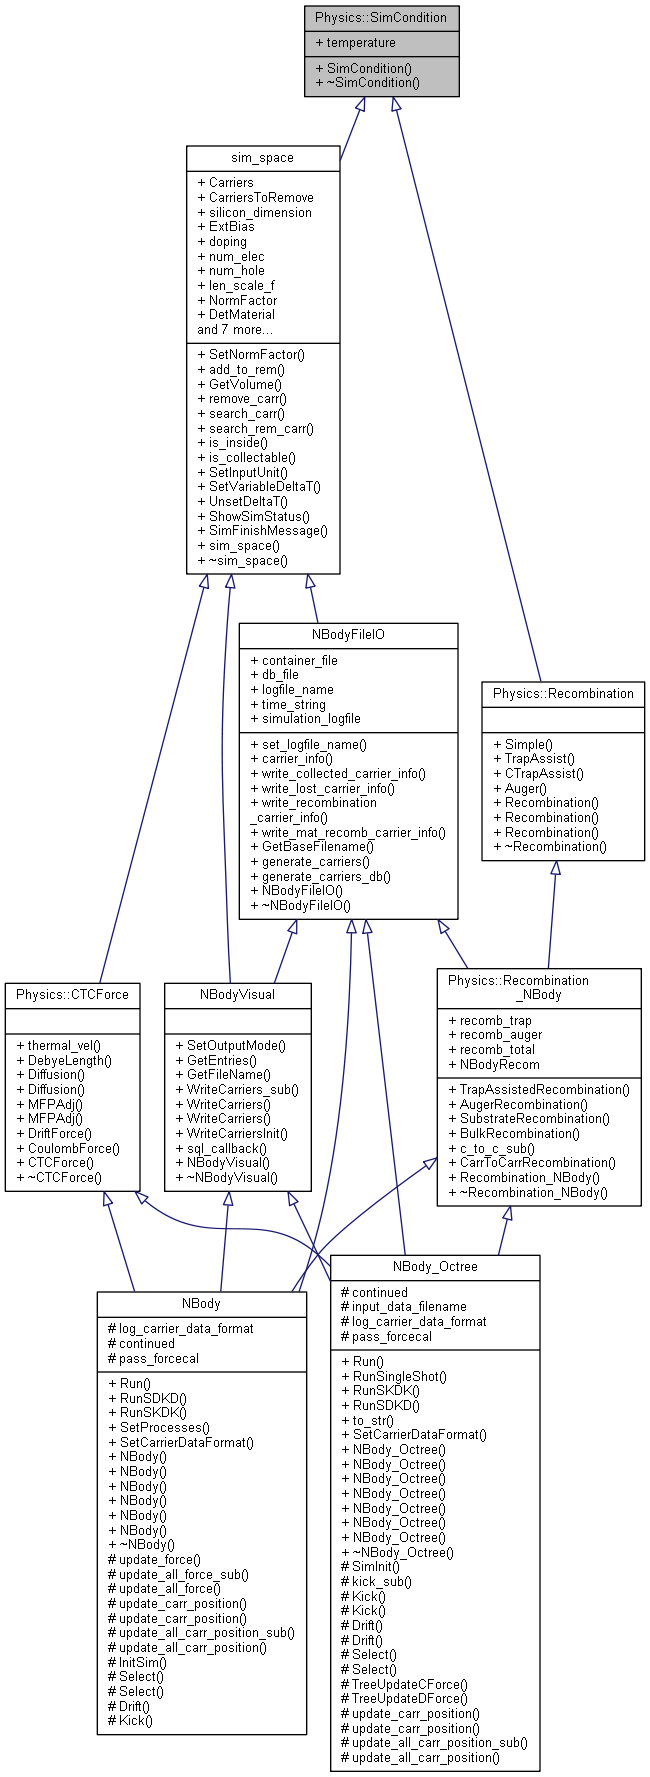 Physics::SimCondition
+ temperature
+ SimCondition()
+ ~SimCondition()
sim_space
+ Carriers
+ CarriersToRemove
+ silicon_dimension
+ ExtBias
+ doping
+ num_elec
+ num_hole
+ len_scale_f
+ NormFactor
+ DetMaterial
and 7 more...
+ SetNormFactor()
+ add_to_rem()
+ GetVolume()
+ remove_carr()
+ search_carr()
+ search_rem_carr()
+ is_inside()
+ is_collectable()
+ SetInputUnit()
+ SetVariableDeltaT()
+ UnsetDeltaT()
+ ShowSimStatus()
+ SimFinishMessage()
+ sim_space()
+ ~sim_space()
NBodyFileIO
+ container_file
+ db_file
+ logfile_name
+ time_string
+ simulation_logfile
+ set_logfile_name()
+ carrier_info()
+ write_collected_carrier_info()
+ write_lost_carrier_info()
+ write_recombination
_carrier_info()
+ write_mat_recomb_carrier_info()
+ GetBaseFilename()
+ generate_carriers()
+ generate_carriers_db()
+ NBodyFileIO()
+ ~NBodyFileIO()
Physics::Recombination
+ Simple()
+ TrapAssist()
+ CTrapAssist()
+ Auger()
+ Recombination()
+ Recombination()
+ Recombination()
+ ~Recombination()
Physics::CTCForce
+ thermal_vel()
+ DebyeLength()
+ Diffusion()
+ Diffusion()
+ MFPAdj()
+ MFPAdj()
+ DriftForce()
+ CoulombForce()
+ CTCForce()
+ ~CTCForce()
NBodyVisual
+ SetOutputMode()
+ GetEntries()
+ GetFileName()
+ WriteCarriers_sub()
+ WriteCarriers()
+ WriteCarriers()
+ WriteCarriersInit()
+ sql_callback()
+ NBodyVisual()
+ ~NBodyVisual()
Physics::Recombination
_NBody
+ recomb_trap
+ recomb_auger
+ recomb_total
+ NBodyRecom
+ TrapAssistedRecombination()
+ AugerRecombination()
+ SubstrateRecombination()
+ BulkRecombination()
+ c_to_c_sub()
+ CarrToCarrRecombination()
+ Recombination_NBody()
+ ~Recombination_NBody()
NBody
# log_carrier_data_format
# continued
# pass_forcecal
+ Run()
+ RunSDKD()
+ RunSKDK()
+ SetProcesses()
+ SetCarrierDataFormat()
+ NBody()
+ NBody()
+ NBody()
+ NBody()
+ NBody()
+ NBody()
+ ~NBody()
# update_force()
# update_all_force_sub()
# update_all_force()
# update_carr_position()
# update_carr_position()
# update_all_carr_position_sub()
# update_all_carr_position()
# InitSim()
# Select()
# Select()
# Drift()
# Kick()
NBody_Octree
# continued
# input_data_filename
# log_carrier_data_format
# pass_forcecal
+ Run()
+ RunSingleShot()
+ RunSKDK()
+ RunSDKD()
+ to_str()
+ SetCarrierDataFormat()
+ NBody_Octree()
+ NBody_Octree()
+ NBody_Octree()
+ NBody_Octree()
+ NBody_Octree()
+ NBody_Octree()
+ NBody_Octree()
+ ~NBody_Octree()
# SimInit()
# kick_sub()
# Kick()
# Kick()
# Drift()
# Drift()
# Select()
# Select()
# TreeUpdateCForce()
# TreeUpdateDForce()
# update_carr_position()
# update_carr_position()
# update_all_carr_position_sub()
# update_all_carr_position()